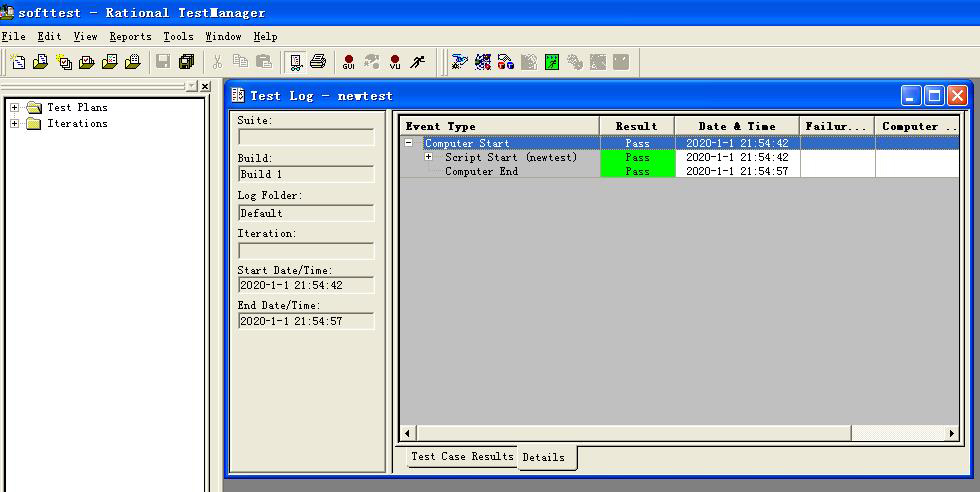 softtest - Rational TestManager
File Edit View Reports Tools Window Help
GUI VU
Test Plans
Iterations
Test Log - newtest
Suite:
Build:
Build 1
Log Folder:
Default
Iteration:
Start Date/Time:
2020-1-1 21:54:42
End Date/Time:
2020-1-1 21:54:57
Event Type Result Date & Time Failur... Computer ..
Computer Start Pass 2020-1-1 21:54:42
Script Start (newtest) Pass 2020-1-1 21:54:42
Computer End Pass 2020-1-1 21:54:57
Test Case Results Details